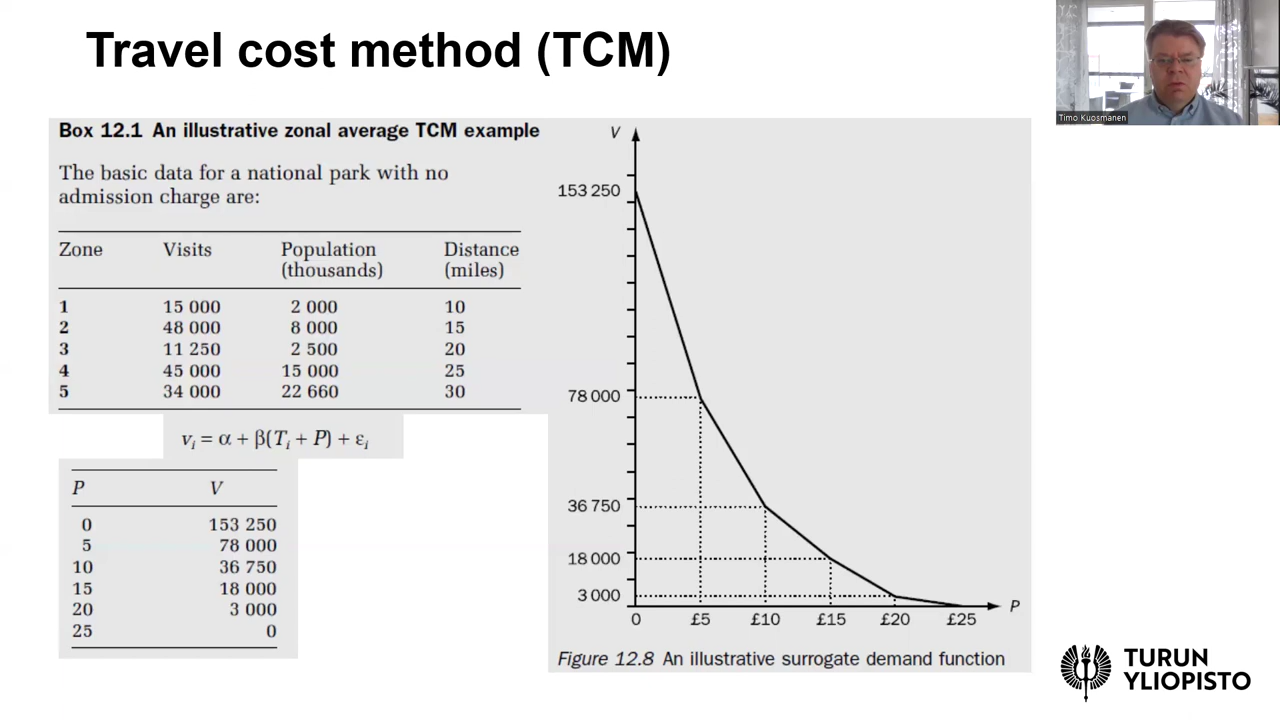 Travel cost method (TCM)
Timo Kuosmanen
Box 12.1 An illustrative zonal average TCM example
The basic data for a national park with no
admission charge are:
Zone Visits Population Distance
(thousands) (miles)
1 15 000 2 000 10
2 48 000 8 000 15
3 11 250 2 500 20
4 45 000 15 000 25
5 34 000 22 660 30
vᵢ = α + β(Tᵢ + P) + εᵢ
P V
0 153 250
5 78 000
10 36 750
15 18 000
20 3 000
25 0
V
153 250
78 000
36 750
18 000
3 000
0 £5 £10 £15 £20 £25 P
Figure 12.8 An illustrative surrogate demand function
TURUN
YLIOPISTO